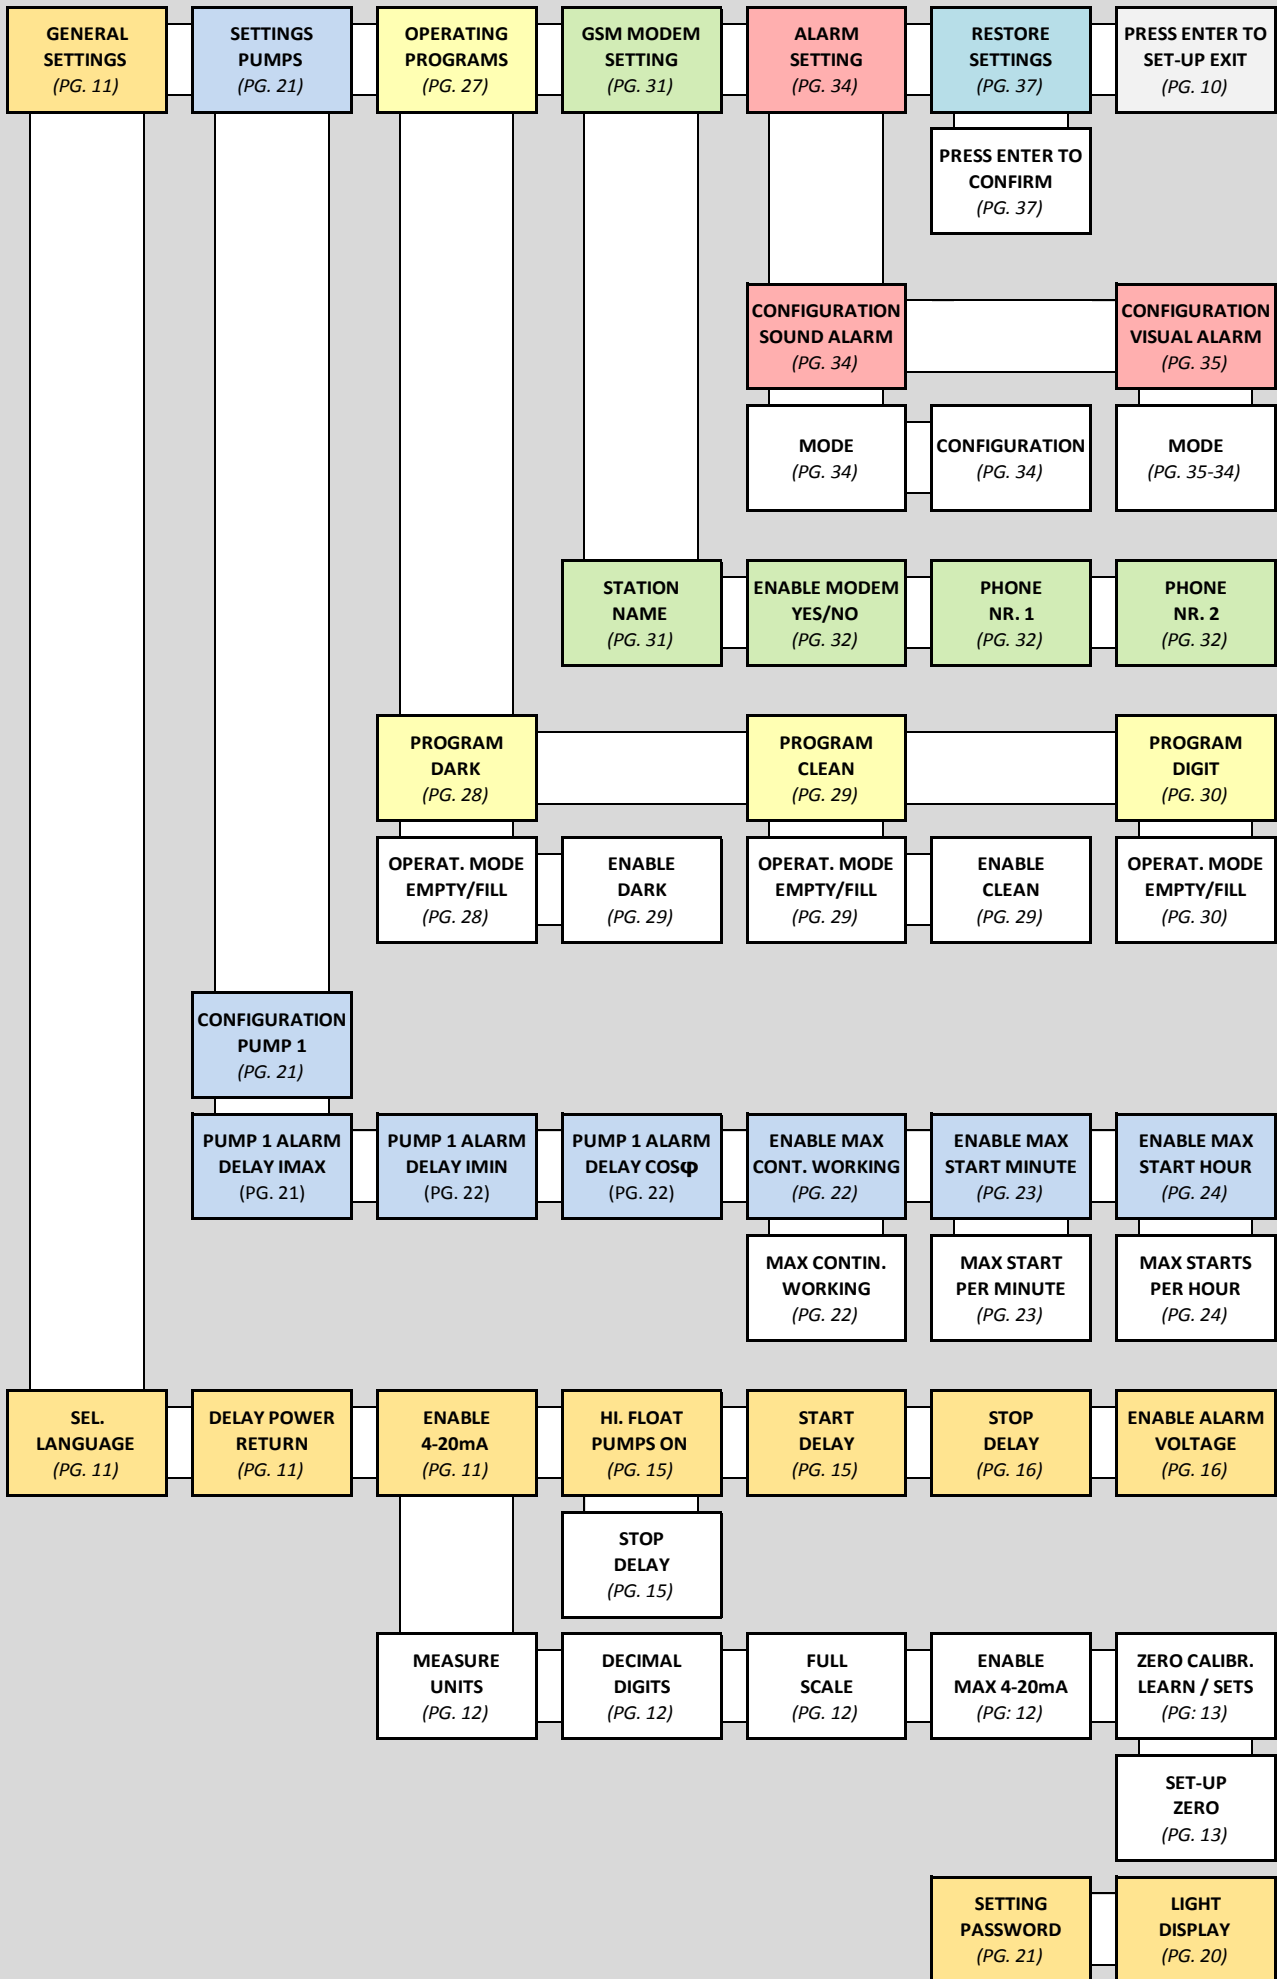 GENERAL
SETTINGS
(PG. 11)
SETTINGS
PUMPS
(PG. 21)
OPERATING
PROGRAMS
(PG. 27)
GSM MODEM
SETTING
(PG. 31)
ALARM
SETTING
(PG. 34)
RESTORE
SETTINGS
(PG. 37)
PRESS ENTER TO
SET-UP EXIT
(PG. 10)
PRESS ENTER TO
CONFIRM
(PG. 37)
CONFIGURATION
SOUND ALARM
(PG. 34)
CONFIGURATION
VISUAL ALARM
(PG. 35)
MODE
(PG. 34)
CONFIGURATION
(PG. 34)
MODE
(PG. 35-34)
STATION
NAME
(PG. 31)
ENABLE MODEM
YES/NO
(PG. 32)
PHONE
NR. 1
(PG. 32)
PHONE
NR. 2
(PG. 32)
PROGRAM
DARK
(PG. 28)
PROGRAM
CLEAN
(PG. 29)
PROGRAM
DIGIT
(PG. 30)
OPERAT. MODE
EMPTY/FILL
(PG. 28)
ENABLE
DARK
(PG. 29)
OPERAT. MODE
EMPTY/FILL
(PG. 29)
ENABLE
CLEAN
(PG. 29)
OPERAT. MODE
EMPTY/FILL
(PG. 30)
CONFIGURATION
PUMP 1
(PG. 21)
PUMP 1 ALARM
DELAY IMAX
(PG. 21)
PUMP 1 ALARM
DELAY IMIN
(PG. 22)
PUMP 1 ALARM
DELAY COSφ
(PG. 22)
ENABLE MAX
CONT. WORKING
(PG. 22)
ENABLE MAX
START MINUTE
(PG. 23)
ENABLE MAX
START HOUR
(PG. 24)
MAX CONTIN.
WORKING
(PG. 22)
MAX START
PER MINUTE
(PG. 23)
MAX STARTS
PER HOUR
(PG. 24)
SEL.
LANGUAGE
(PG. 11)
DELAY POWER
RETURN
(PG. 11)
ENABLE
4-20mA
(PG. 11)
HI. FLOAT
PUMPS ON
(PG. 15)
START
DELAY
(PG. 15)
STOP
DELAY
(PG. 16)
ENABLE ALARM
VOLTAGE
(PG. 16)
STOP
DELAY
(PG. 15)
MEASURE
UNITS
(PG. 12)
DECIMAL
DIGITS
(PG. 12)
FULL
SCALE
(PG. 12)
ENABLE
MAX 4-20mA
(PG: 12)
ZERO CALIBR.
LEARN / SETS
(PG: 13)
SET-UP
ZERO
(PG. 13)
SETTING
PASSWORD
(PG. 21)
LIGHT
DISPLAY
(PG. 20)